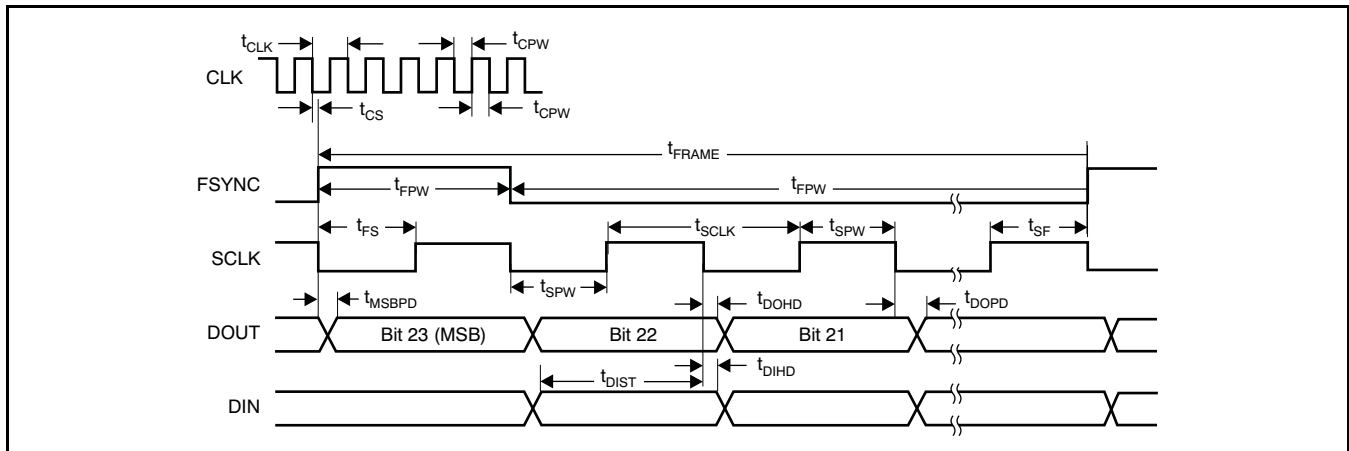 tCLK tCPW
CLK
tCS tCPW
tFRAME
FSYNC tFPW tFPW
tFS tSCLK tSPW tSF
SCLK
tSPW
tMSBPD tDOHD tDOPD
DOUT Bit 23 (MSB) Bit 22 Bit 21
tDIST tDIHD
DIN